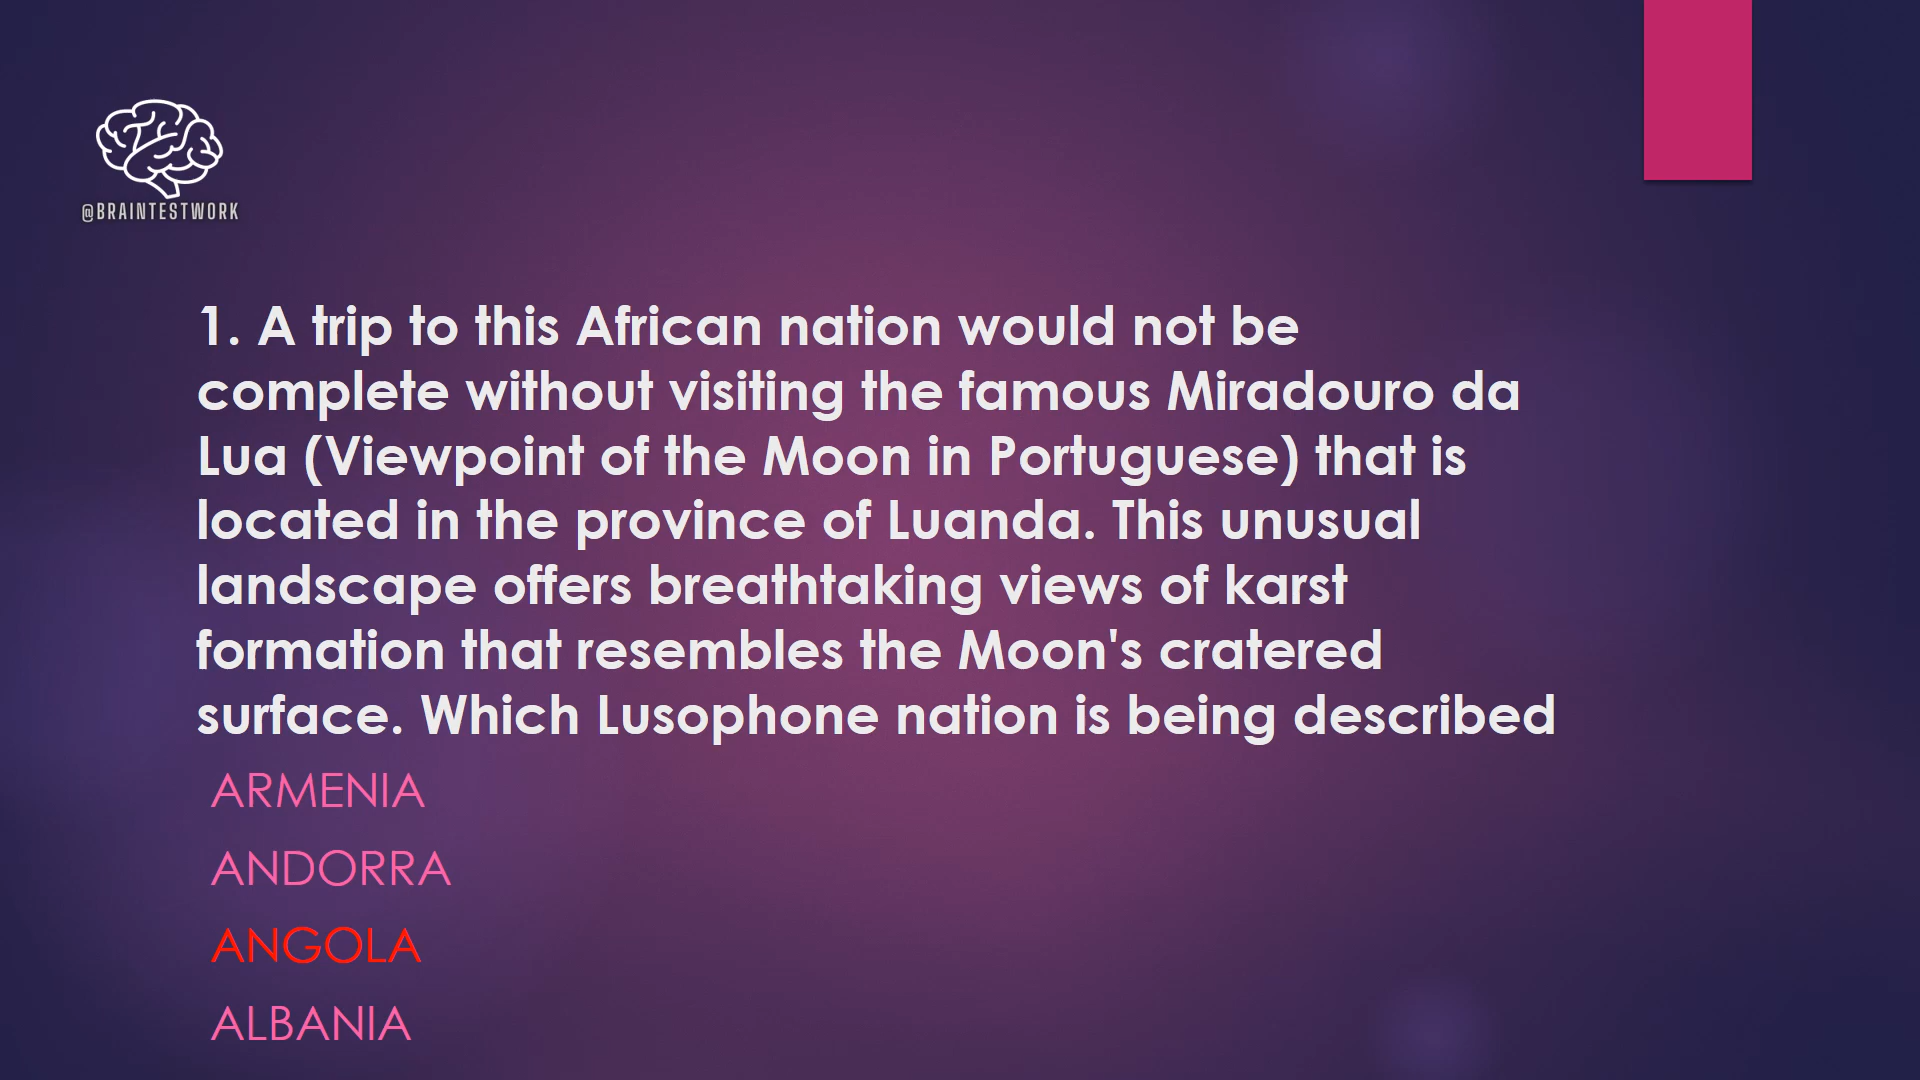 @BRAINTESTWORK
1. A trip to this African nation would not be
complete without visiting the famous Miradouro da
Lua (Viewpoint of the Moon in Portuguese) that is
located in the province of Luanda. This unusual
landscape offers breathtaking views of karst
formation that resembles the Moon's cratered
surface. Which Lusophone nation is being described
ARMENIA
ANDORRA
ANGOLA
ALBANIA